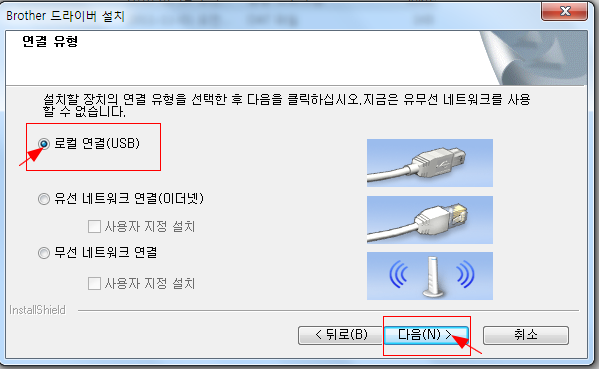 Brother 드라이버 설치
연결 유형
설치할 장치의 연결 유형을 선택한 후 다음을 클릭하십시오.지금은 유무선 네트워크를 사용
할 수 없습니다.
로컬 연결(USB)
유선 네트워크 연결(이더넷)
사용자 지정 설치
무선 네트워크 연결
사용자 지정 설치
InstallShield
< 뒤로(B)
다음(N) >
취소